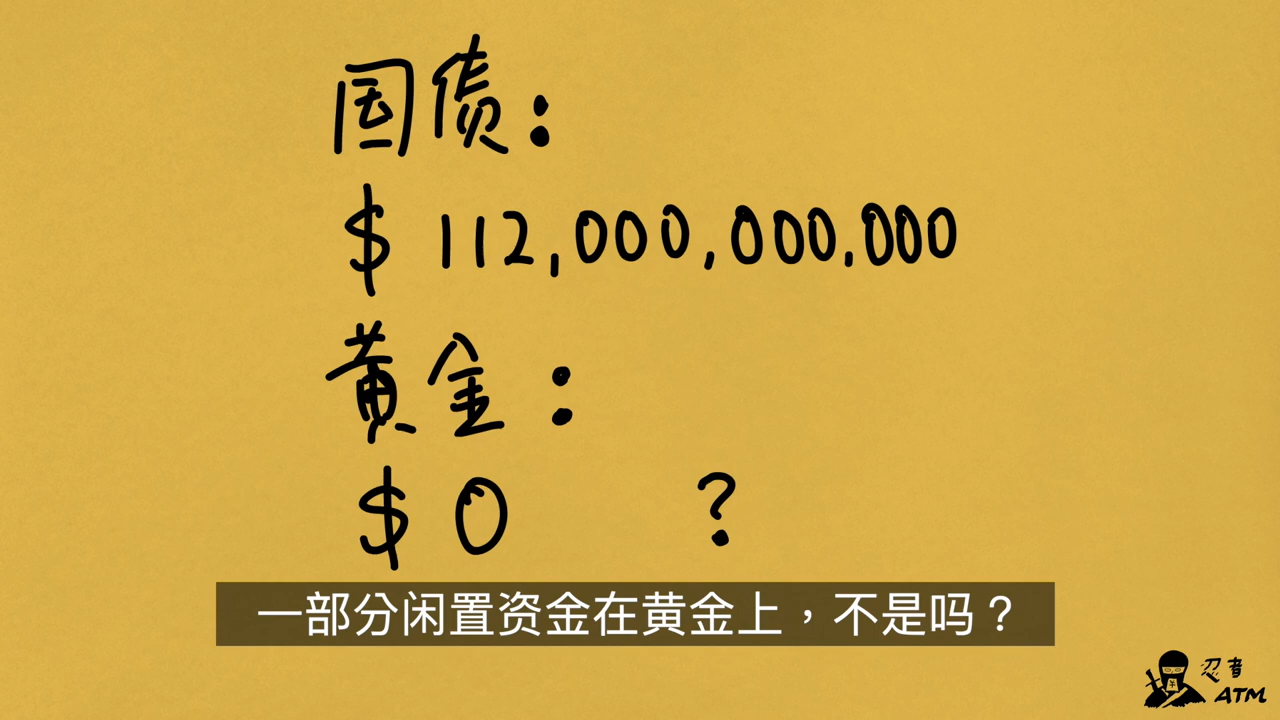 国债：
$ 112,000,000,000
黄金：
$ 0 ?
一部分闲置资金在黄金上，不是吗？
忍者
ATM